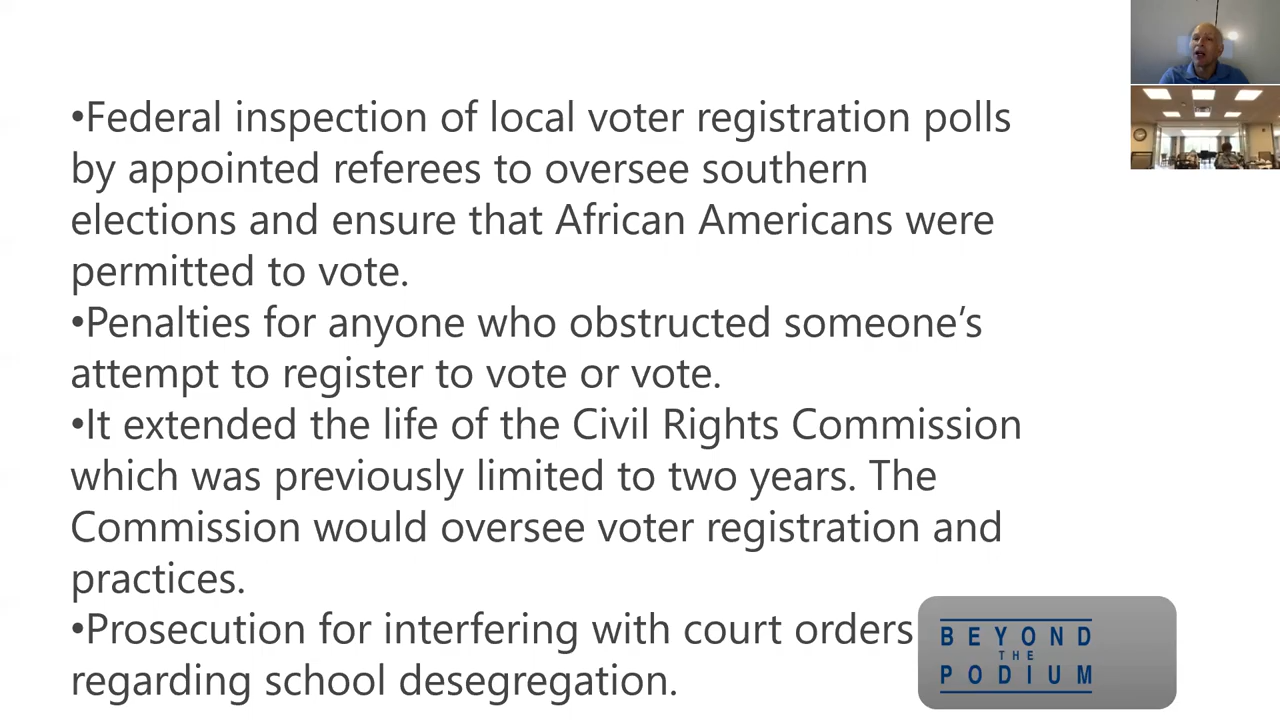 •Federal inspection of local voter registration polls
by appointed referees to oversee southern
elections and ensure that African Americans were
permitted to vote.
•Penalties for anyone who obstructed someone’s
attempt to register to vote or vote.
•It extended the life of the Civil Rights Commission
which was previously limited to two years. The
Commission would oversee voter registration and
practices.
•Prosecution for interfering with court orders
regarding school desegregation.
BEYOND
THE
PODIUM